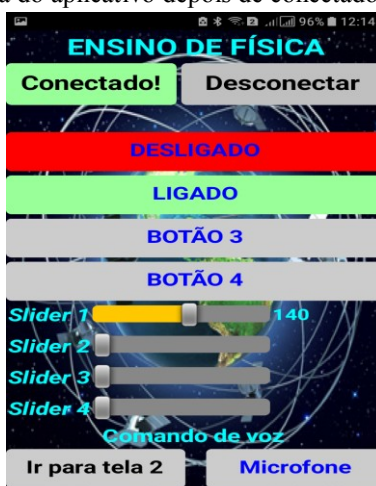 a do aplicativo depois de conectado
96% 12:14
ENSINO DE FÍSICA
Conectado! Desconectar
DESLIGADO
LIGADO
BOTÃO 3
BOTÃO 4
Slider 1 140
Slider 2
Slider 3
Slider 4
Comando de voz
Ir para tela 2 Microfone